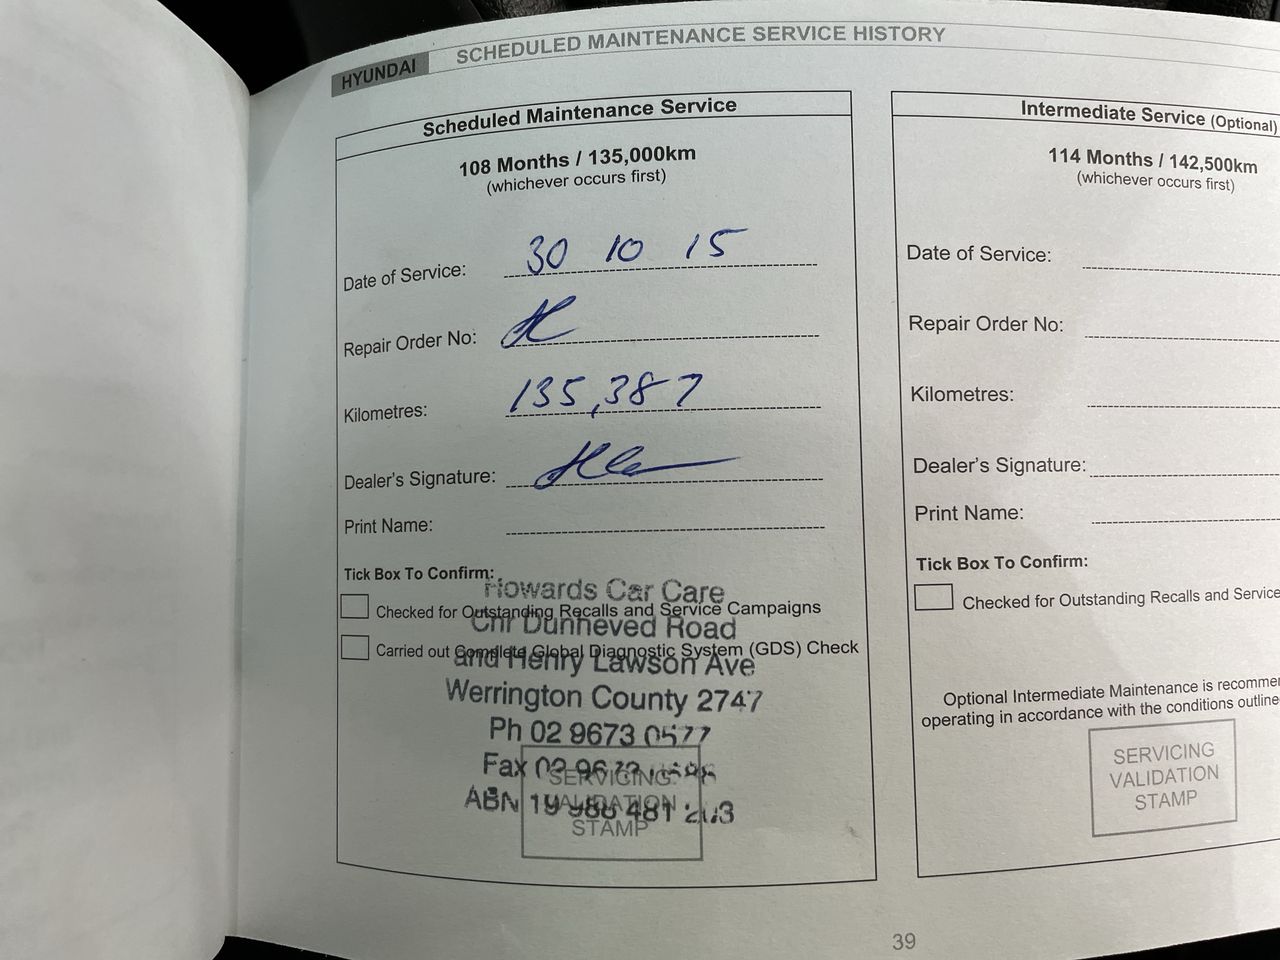 HYUNDAI SCHEDULED MAINTENANCE SERVICE HISTORY
Scheduled Maintenance Service
108 Months / 135,000km
(whichever occurs first)
Date of Service: 30 10 15
Repair Order No:
Kilometres: 135,387
Dealer's Signature:
Print Name:
Tick Box To Confirm:
Howards Car Care
Checked for Outstanding Recalls and Service Campaigns
Cnr Dunheved Road
Carried out Complete Global Diagnostic System (GDS) Check
and Henry Lawson Ave
Werrington County 2747
Ph 02 9673 0577
Fax 02
SERVICING
ABN 19 986 481
VALIDATION
STAMP
Intermediate Service (Optional)
114 Months / 142,500km
(whichever occurs first)
Date of Service:
Repair Order No:
Kilometres:
Dealer's Signature:
Print Name:
Tick Box To Confirm:
Checked for Outstanding Recalls and Service
Optional Intermediate Maintenance is recommen
operating in accordance with the conditions outline
SERVICING
VALIDATION
STAMP
39